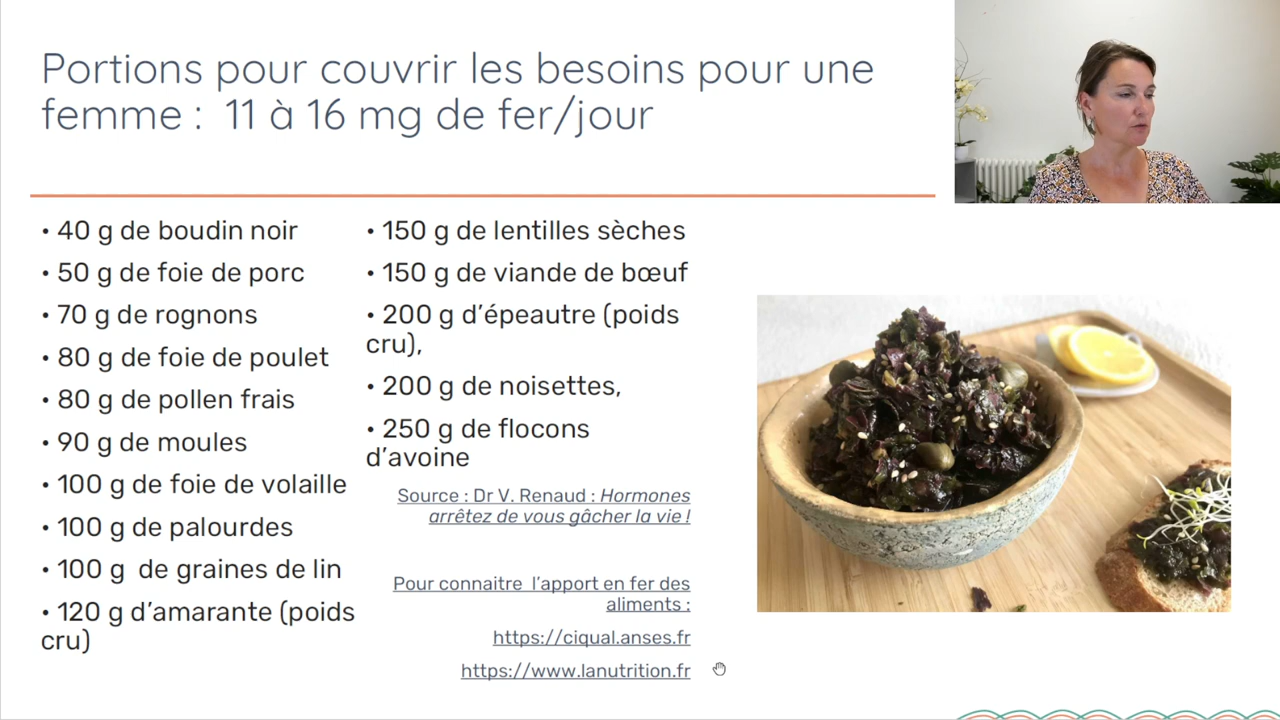 Portions pour couvrir les besoins pour une
femme :  11 à 16 mg de fer/jour
• 40 g de boudin noir
• 50 g de foie de porc
• 70 g de rognons
• 80 g de foie de poulet
• 80 g de pollen frais
• 90 g de moules
• 100 g de foie de volaille
• 100 g de palourdes
• 100 g  de graines de lin
• 120 g d’amarante (poids
cru)
• 150 g de lentilles sèches
• 150 g de viande de bœuf
• 200 g d’épeautre (poids
cru),
• 200 g de noisettes,
• 250 g de flocons
d’avoine
Source : Dr V. Renaud : Hormones
arrêtez de vous gâcher la vie !
Pour connaitre  l’apport en fer des
aliments :
https://ciqual.anses.fr
https://www.lanutrition.fr